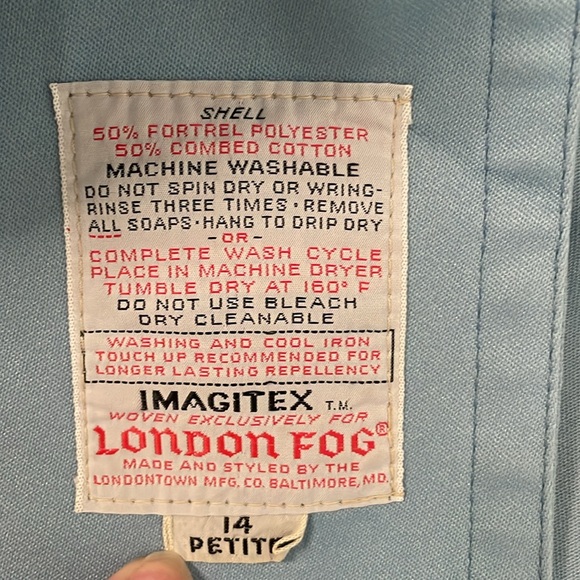 SHELL
50% FORTREL POLYESTER
50% COMBED COTTON
MACHINE WASHABLE
DO NOT SPIN DRY OR WRING-
RINSE THREE TIMES • REMOVE
ALL SOAPS • HANG TO DRIP DRY
- OR -
COMPLETE WASH CYCLE
PLACE IN MACHINE DRYER
TUMBLE DRY AT 160° F
DO NOT USE BLEACH
DRY CLEANABLE
WASHING AND COOL IRON
TOUCH UP RECOMMENDED FOR
LONGER LASTING REPELLENCY
IMAGITEX T.M.
WOVEN EXCLUSIVELY FOR
LONDON FOG®
MADE AND STYLED BY THE
LONDONTOWN MFG. CO. BALTIMORE, MD.
14
PETITE